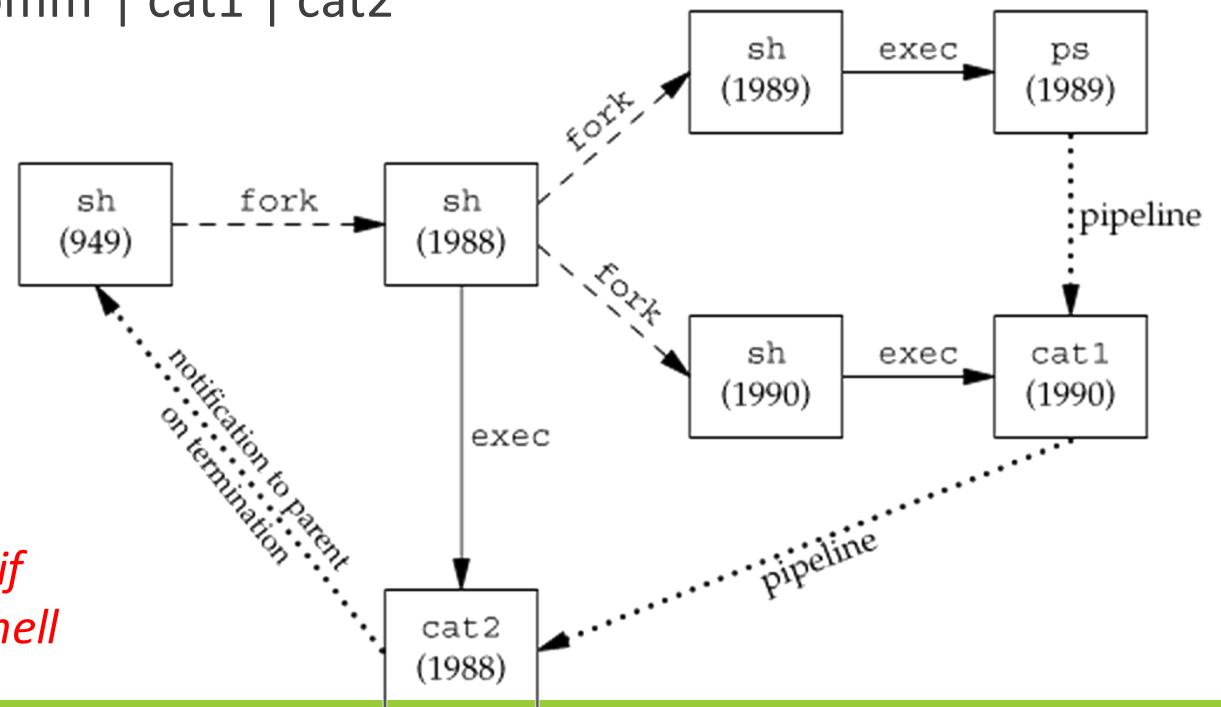 | cat1 | cat2
sh
(1989)
exec
ps
(1989)
fork
sh
(949)
fork
sh
(1988)
pipeline
fork
sh
(1990)
exec
cat1
(1990)
notification to parent
on termination
exec
pipeline
if
cat2
(1988)